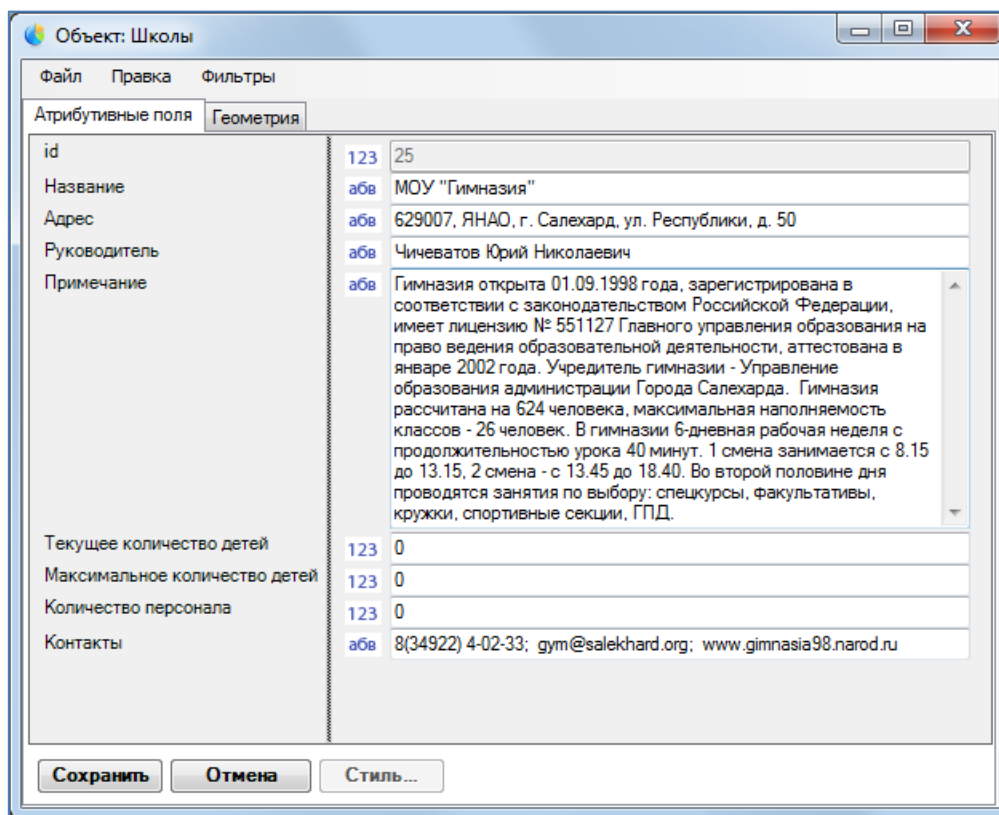 Объект: Школы
Файл Правка Фильтры
Атрибутивные поля Геометрия
id 123 25
Название абв МОУ "Гимназия"
Адрес абв 629007, ЯНАО, г. Салехард, ул. Республики, д. 50
Руководитель абв Чичеватов Юрий Николаевич
Примечание абв Гимназия открыта 01.09.1998 года, зарегистрирована в
соответствии с законодательством Российской Федерации,
имеет лицензию № 551127 Главного управления образования на
право ведения образовательной деятельности, аттестована в
январе 2002 года. Учредитель гимназии - Управление
образования администрации Города Салехарда. Гимназия
рассчитана на 624 человека, максимальная наполняемость
классов - 26 человек. В гимназии 6-дневная рабочая неделя с
продолжительностью урока 40 минут. 1 смена занимается с 8.15
до 13.15, 2 смена - с 13.45 до 18.40. Во второй половине дня
проводятся занятия по выбору: спецкурсы, факультативы,
кружки, спортивные секции, ГПД.
Текущее количество детей 123 0
Максимальное количество детей 123 0
Количество персонала 123 0
Контакты абв 8(34922) 4-02-33; gym@salekhard.org; www.gimnasia98.narod.ru
Сохранить Отмена Стиль...